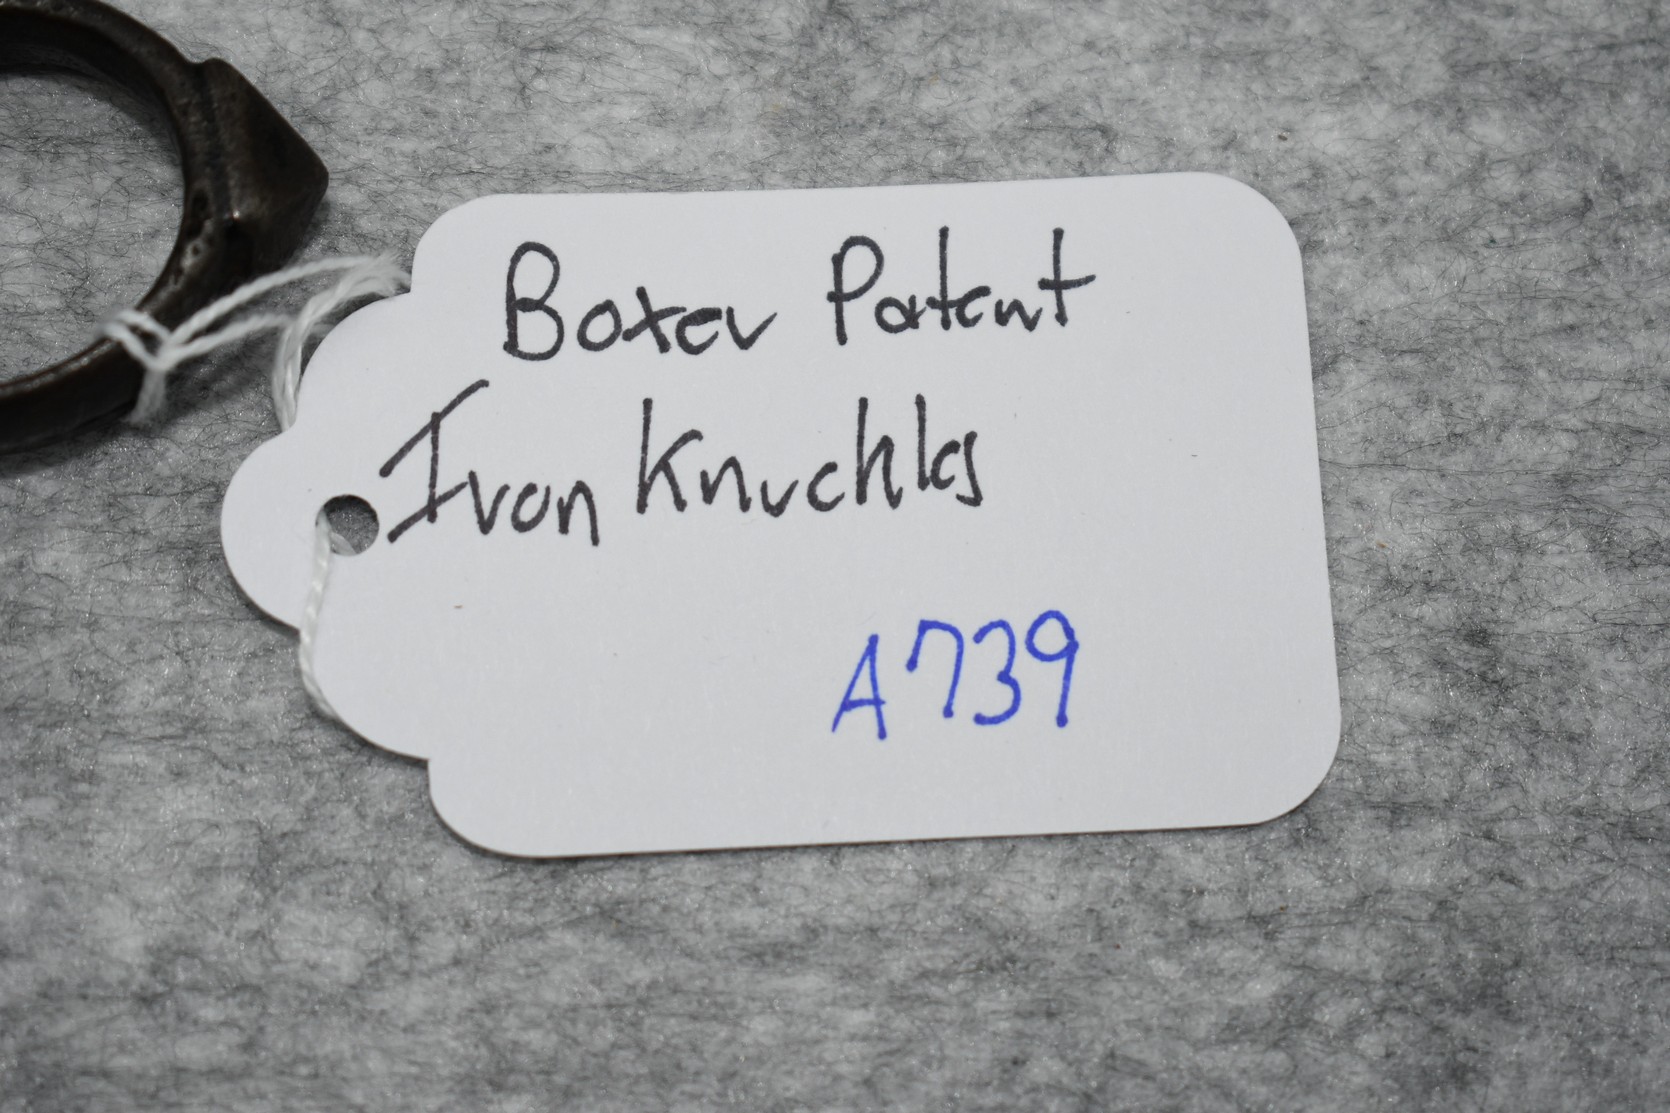 Boxer Patent
Iron Knuckles
A739